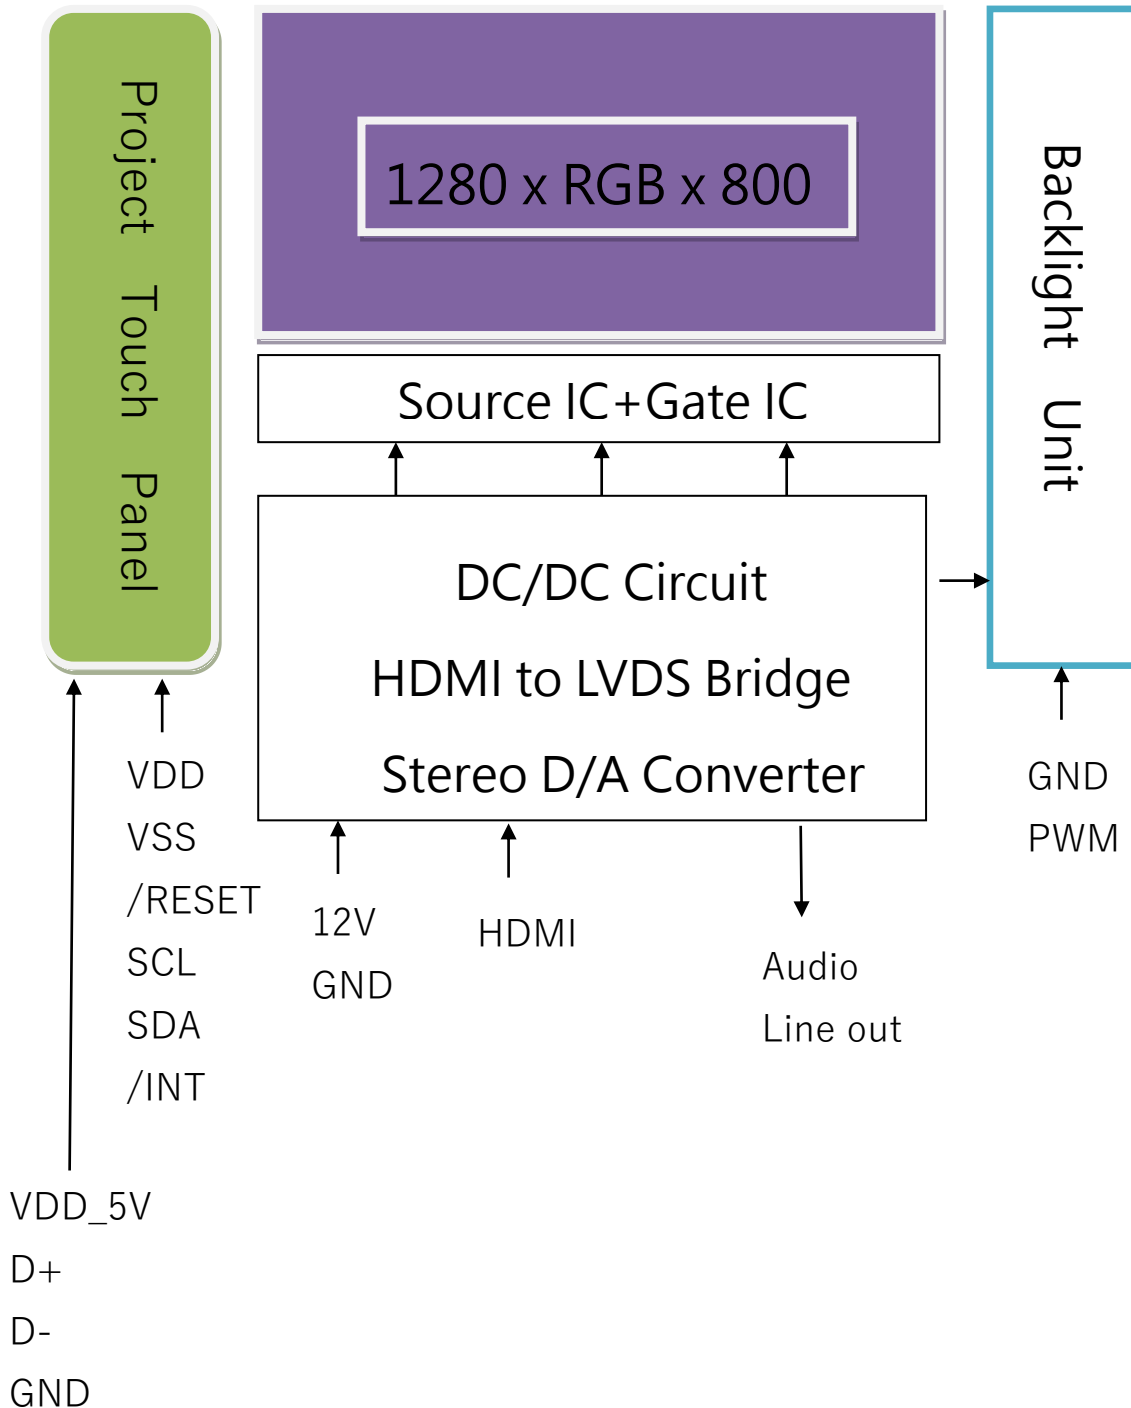 Project Touch Panel
1280 x RGB x 800
Backlight Unit
Source IC+Gate IC
DC/DC Circuit
HDMI to LVDS Bridge
Stereo D/A Converter
VDD
VSS
/RESET
SCL
SDA
/INT
12V
GND
HDMI
Audio
Line out
GND
PWM
VDD_5V
D+
D-
GND